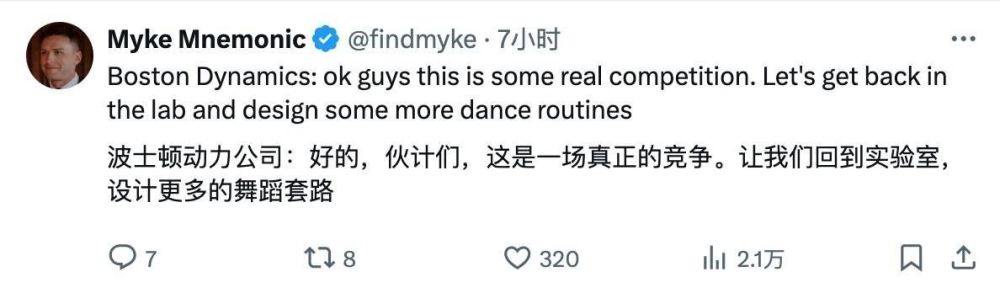 Myke Mnemonic @findmyke · 7小时
Boston Dynamics: ok guys this is some real competition. Let's get back in
the lab and design some more dance routines
波士顿动力公司：好的，伙计们，这是一场真正的竞争。让我们回到实验室，
设计更多的舞蹈套路
7 8 320 2.1万